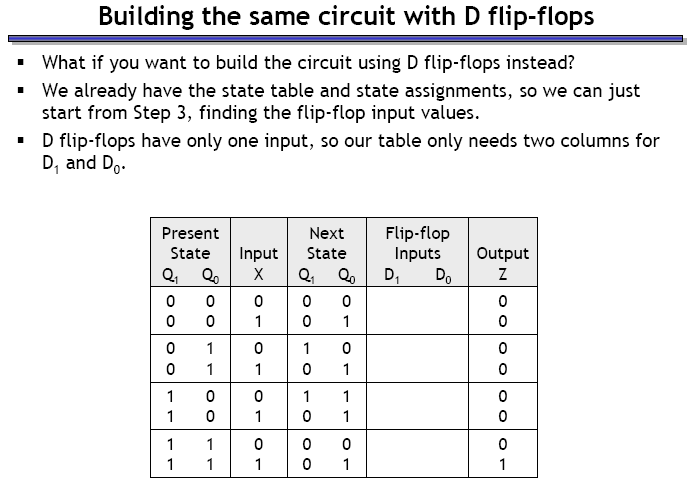 Building the same circuit with D flip-flops
▪ What if you want to build the circuit using D flip-flops instead?
▪ We already have the state table and state assignments, so we can just
start from Step 3, finding the flip-flop input values.
▪ D flip-flops have only one input, so our table only needs two columns for
D₁ and D₀.
Present Next Flip-flop
State Input State Inputs Output
Q₁ Q₀ X Q₁ Q₀ D₁ D₀ Z
0 0 0 0 0 0
0 0 1 0 1 0
0 1 0 1 0 0
0 1 1 0 1 0
1 0 0 1 1 0
1 0 1 0 1 0
1 1 0 0 0 0
1 1 1 0 1 1